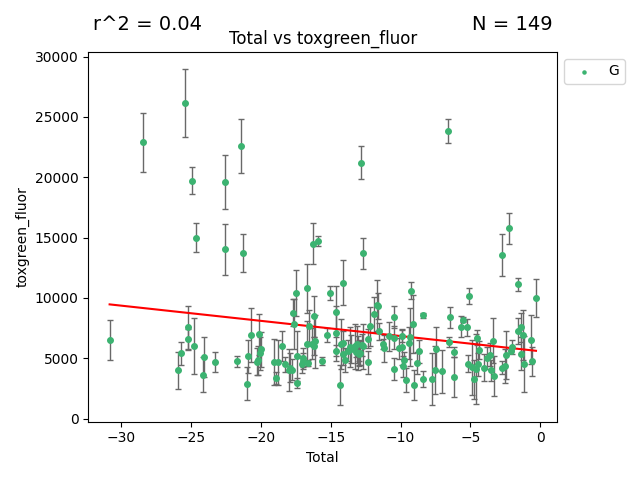 r^2 = 0.04
N = 149
Total vs toxgreen_fluor
G
30000
25000
20000
15000
10000
5000
0
toxgreen_fluor
−30 −25 −20 −15 −10 −5 0
Total